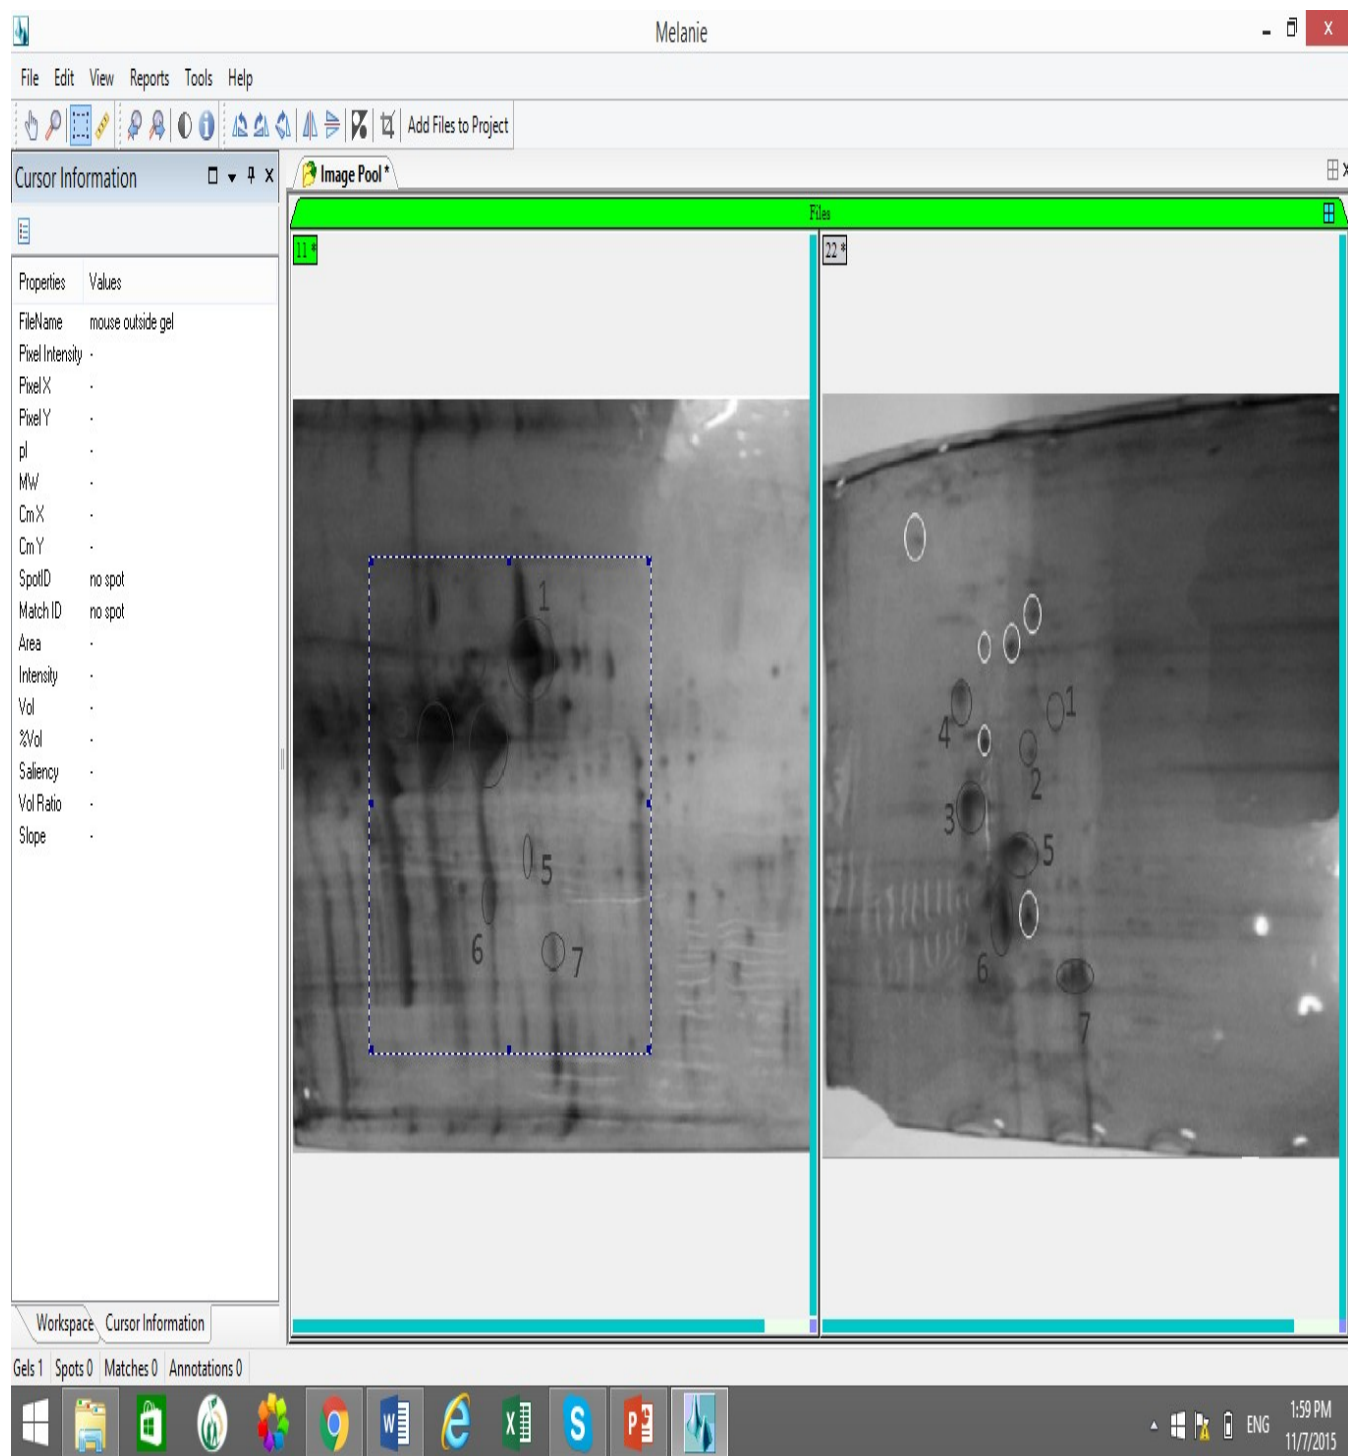 Melanie
File Edit View Reports Tools Help
Add Files to Project
Cursor Information
Image Pool *
Files
11 *
22 *
Properties Values
FileName mouse outside gel
Pixel Intensity -
Pixel X -
Pixel Y -
pI -
MW -
Cm X -
Cm Y -
SpotID no spot
Match ID no spot
Area -
Intensity -
Vol -
%Vol -
Saliency -
Vol Ratio -
Slope -
1
3
5
6
7
1
4
2
3
5
6
7
Workspace Cursor Information
Gels 1 Spots 0 Matches 0 Annotations 0
ENG
1:59 PM
11/7/2015